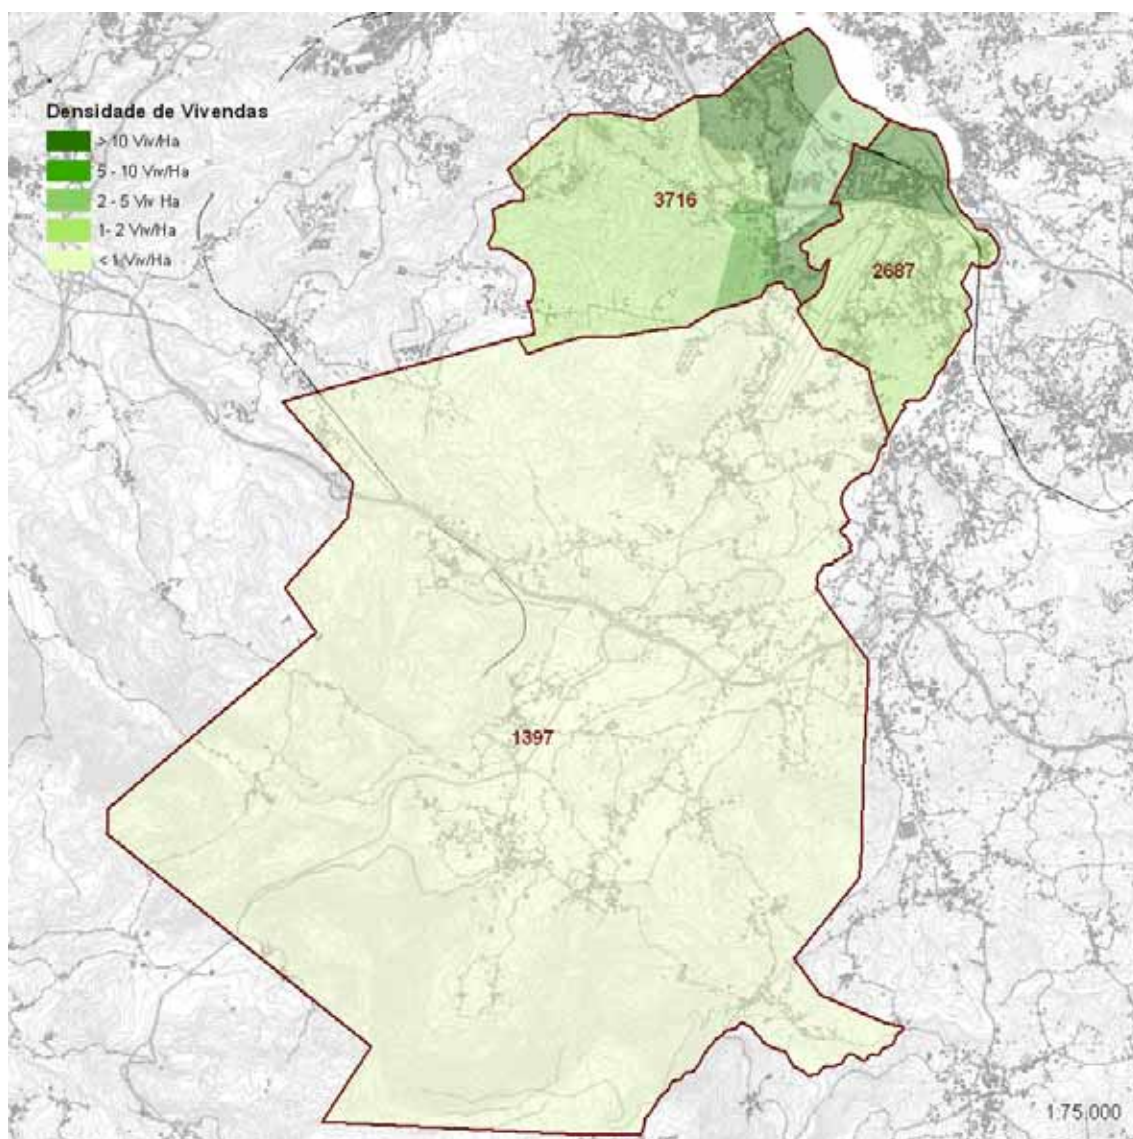 Densidade de Vivendas
> 10 Viv/Ha
5 - 10 Viv/Ha
2 - 5 Viv Ha
1- 2 Viv/Ha
< 1 Viv/Ha
3716
2687
1397
1:75.000